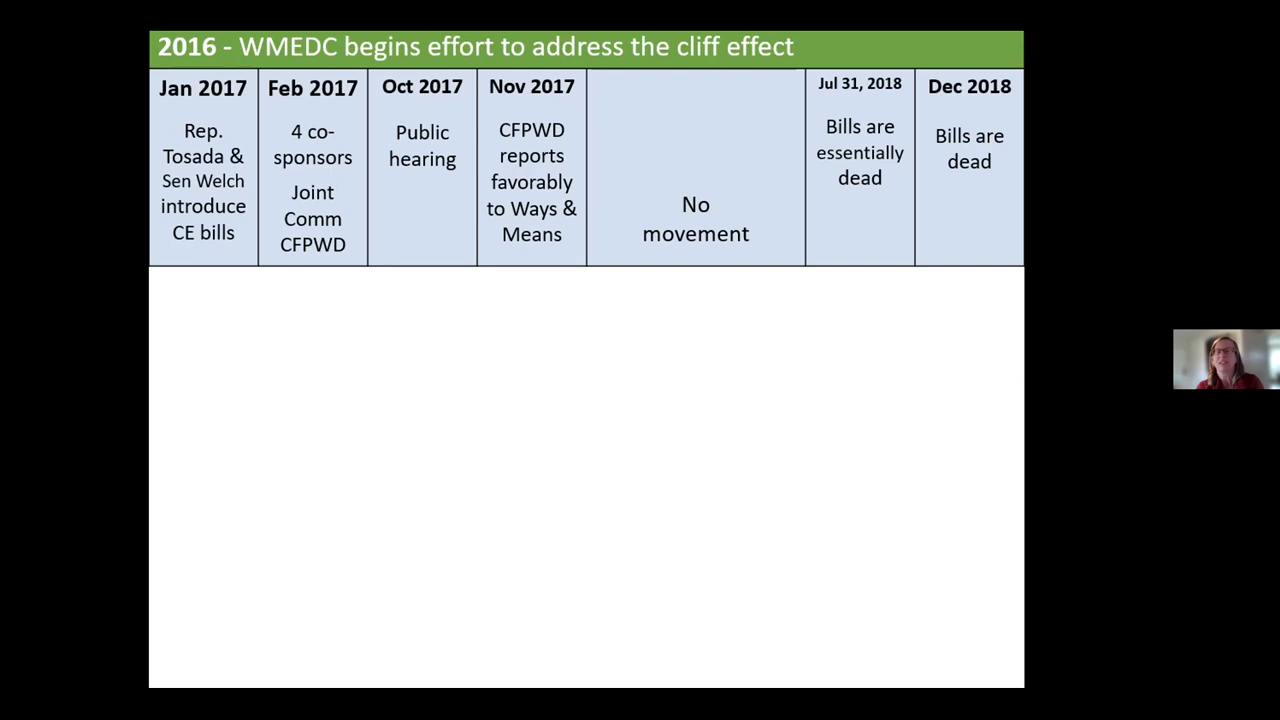 2016 - WMEDC begins effort to address the cliff effect
Jan 2017
Rep.
Tosada &
Sen Welch
introduce
CE bills
Feb 2017
4 co-
sponsors
Joint
Comm
CFPWD
Oct 2017
Public
hearing
Nov 2017
CFPWD
reports
favorably
to Ways &
Means
No
movement
Jul 31, 2018
Bills are
essentially
dead
Dec 2018
Bills are
dead